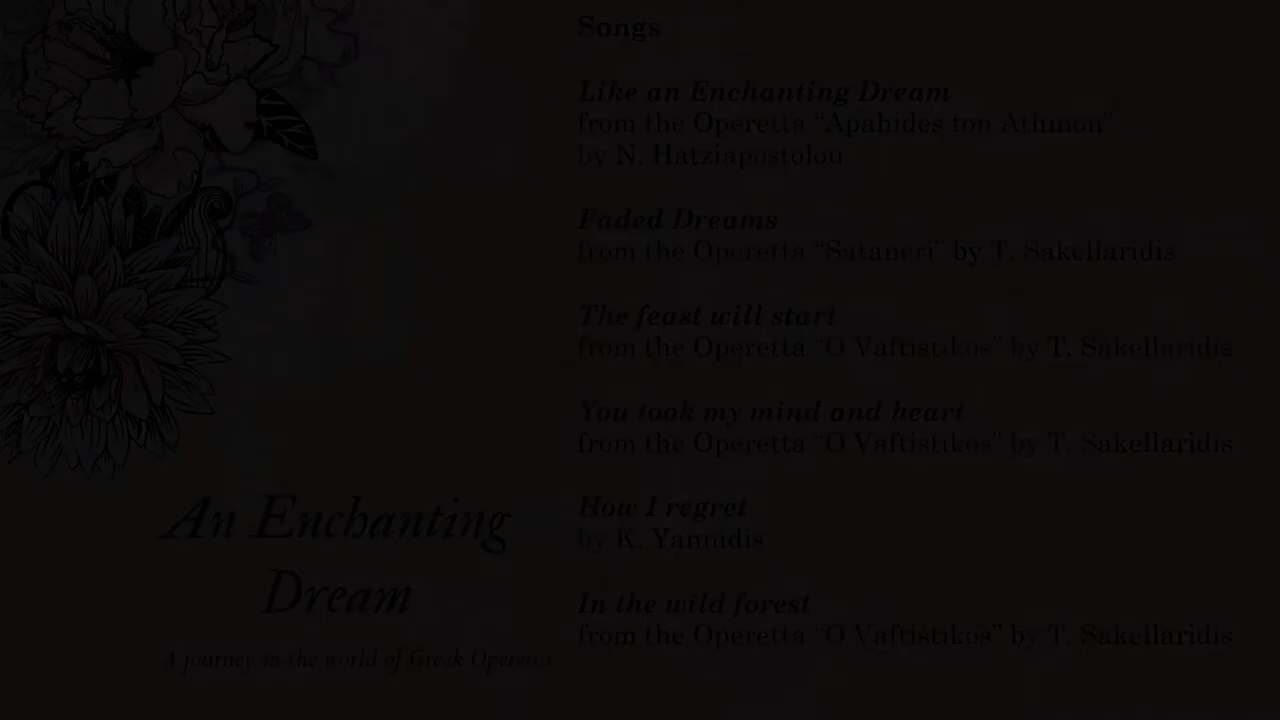 Songs
Like an Enchanting Dream
from the Operetta “Apahides ton Athinon”
by N. Hatziapostolou
Faded Dreams
from the Operetta “Sataneri” by T. Sakellaridis
The feast will start
from the Operetta “O Vaftistikos” by T. Sakellaridis
You took my mind and heart
from the Operetta “O Vaftistikos” by T. Sakellaridis
How I regret
by K. Yannidis
In the wild forest
from the Operetta “O Vaftistikos” by T. Sakellaridis
An Enchanting
Dream
A journey in the world of Greek Operetta